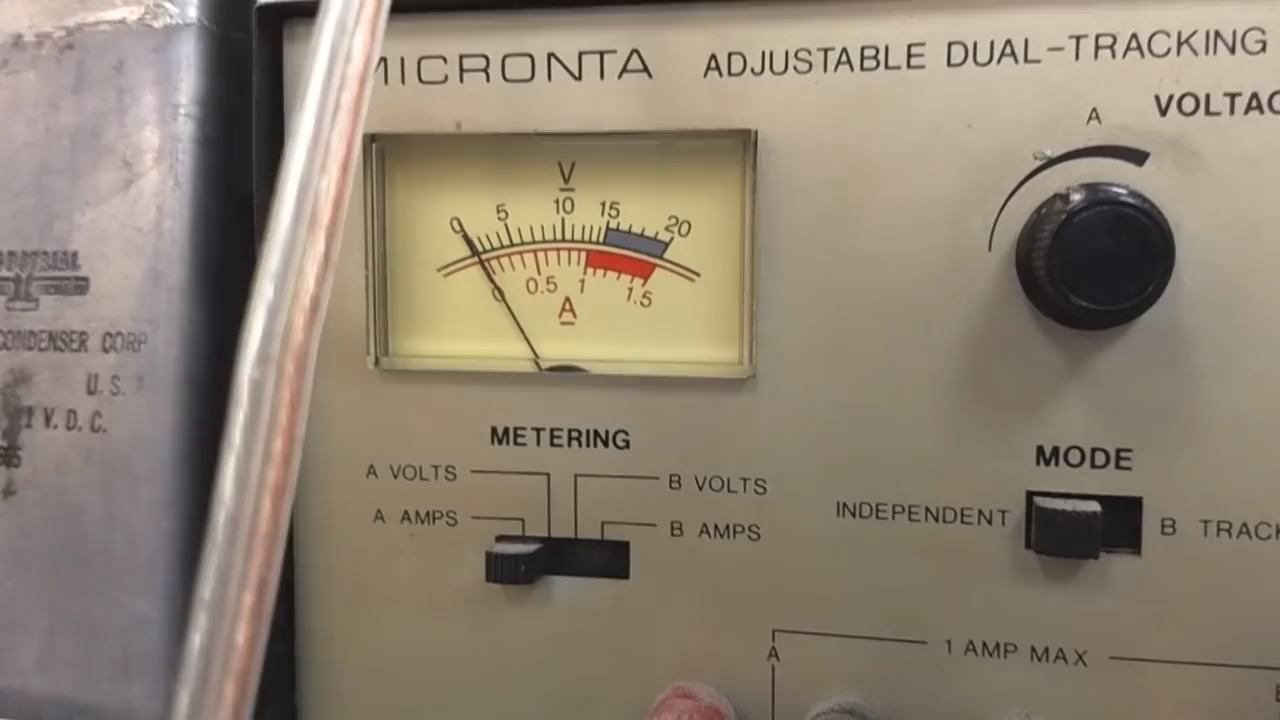 MICRONTA ADJUSTABLE DUAL-TRACKING
VOLTAG
A
V
0 5 10 15 20
0 0.5 1 1.5
A
METERING
A VOLTS
B VOLTS
A AMPS
B AMPS
MODE
INDEPENDENT
B TRACK
A
1 AMP MAX
CONDENSER CORP
U. S.
V. D. C.